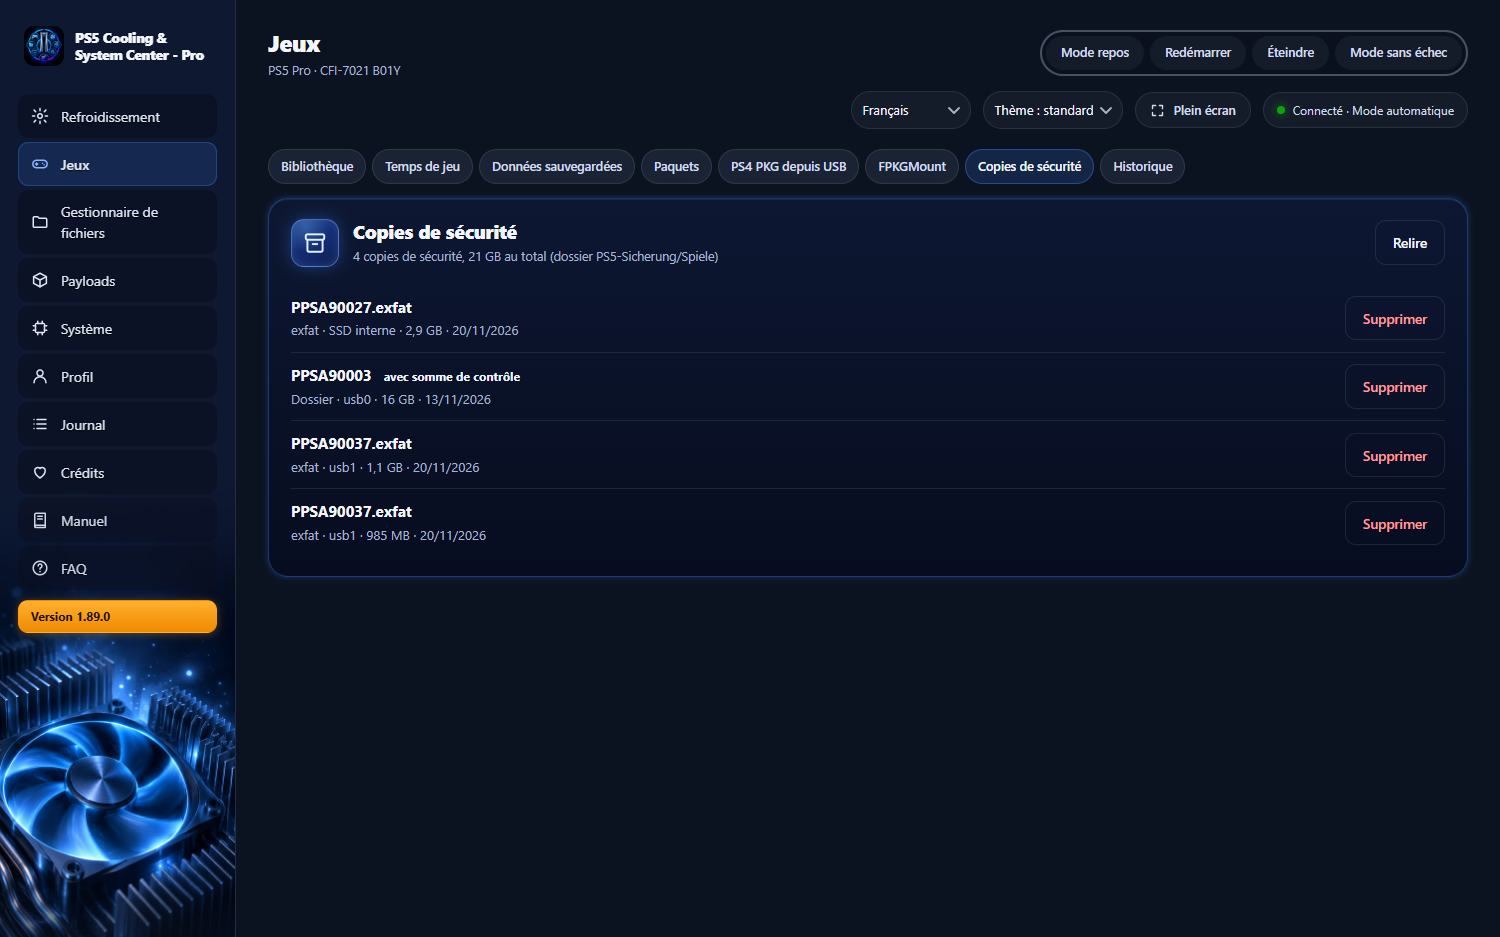 PS5 Cooling &
System Center - Pro
Refroidissement
Jeux
Gestionnaire de
fichiers
Payloads
Système
Profil
Journal
Crédits
Manuel
FAQ
Version 1.89.0
Jeux
PS5 Pro · CFI-7021 B01Y
Mode repos
Redémarrer
Éteindre
Mode sans échec
Français
Thème : standard
Plein écran
Connecté · Mode automatique
Bibliothèque
Temps de jeu
Données sauvegardées
Paquets
PS4 PKG depuis USB
FPKGMount
Copies de sécurité
Historique
Copies de sécurité
4 copies de sécurité, 21 GB au total (dossier PS5-Sicherung/Spiele)
Relire
PPSA90027.exfat
exfat · SSD interne · 2,9 GB · 20/11/2026
Supprimer
PPSA90003 avec somme de contrôle
Dossier · usb0 · 16 GB · 13/11/2026
Supprimer
PPSA90037.exfat
exfat · usb1 · 1,1 GB · 20/11/2026
Supprimer
PPSA90037.exfat
exfat · usb1 · 985 MB · 20/11/2026
Supprimer